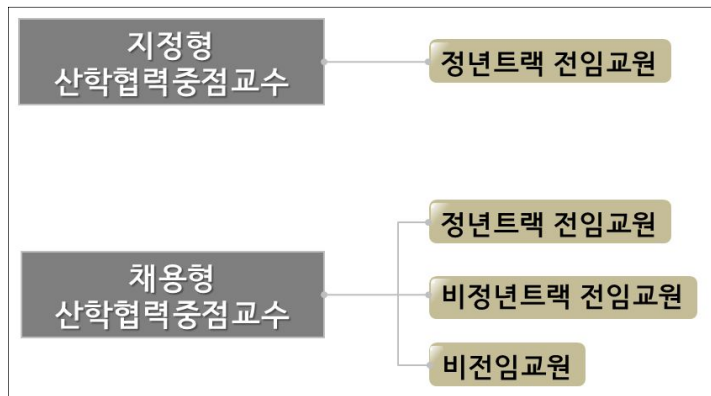 지정형
산학협력중점교수
정년트랙 전임교원
정년트랙 전임교원
채용형
산학협력중점교수
비정년트랙 전임교원
비전임교원